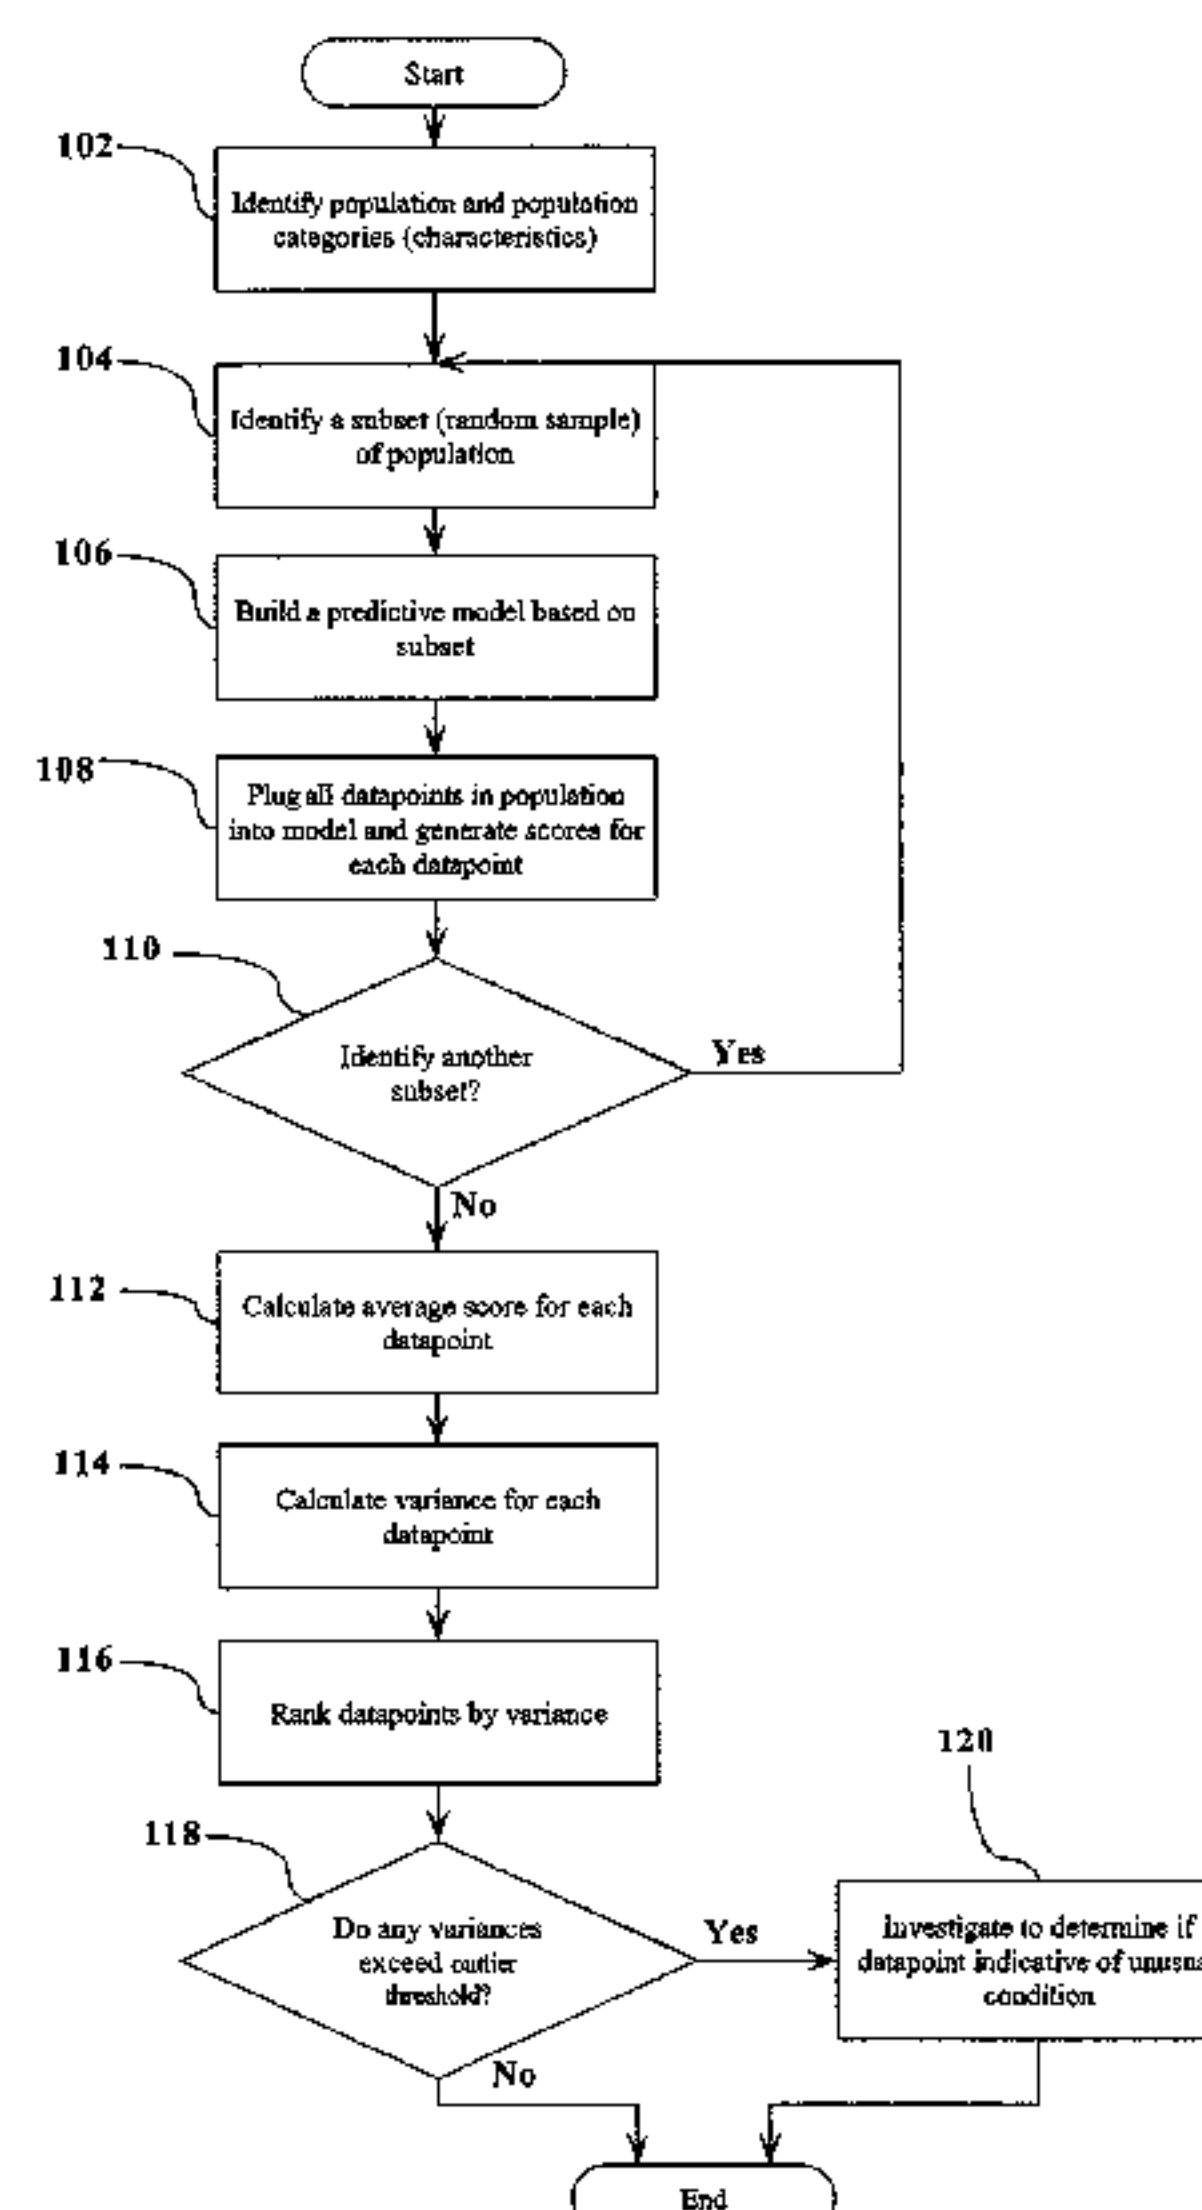 Start
102
Identify population and population
categories (characteristics)
104
Identify a subset (random sample)
of population
106
Build a predictive model based on
subset
108
Plug all datapoints in population
into model and generate scores for
each datapoint
110
Identify another
subset?
Yes
No
112
Calculate average score for each
datapoint
114
Calculate variance for each
datapoint
116
Rank datapoints by variance
118
Do any variances
exceed outlier
threshold?
Yes
120
Investigate to determine if
datapoint indicative of
condition
No
End